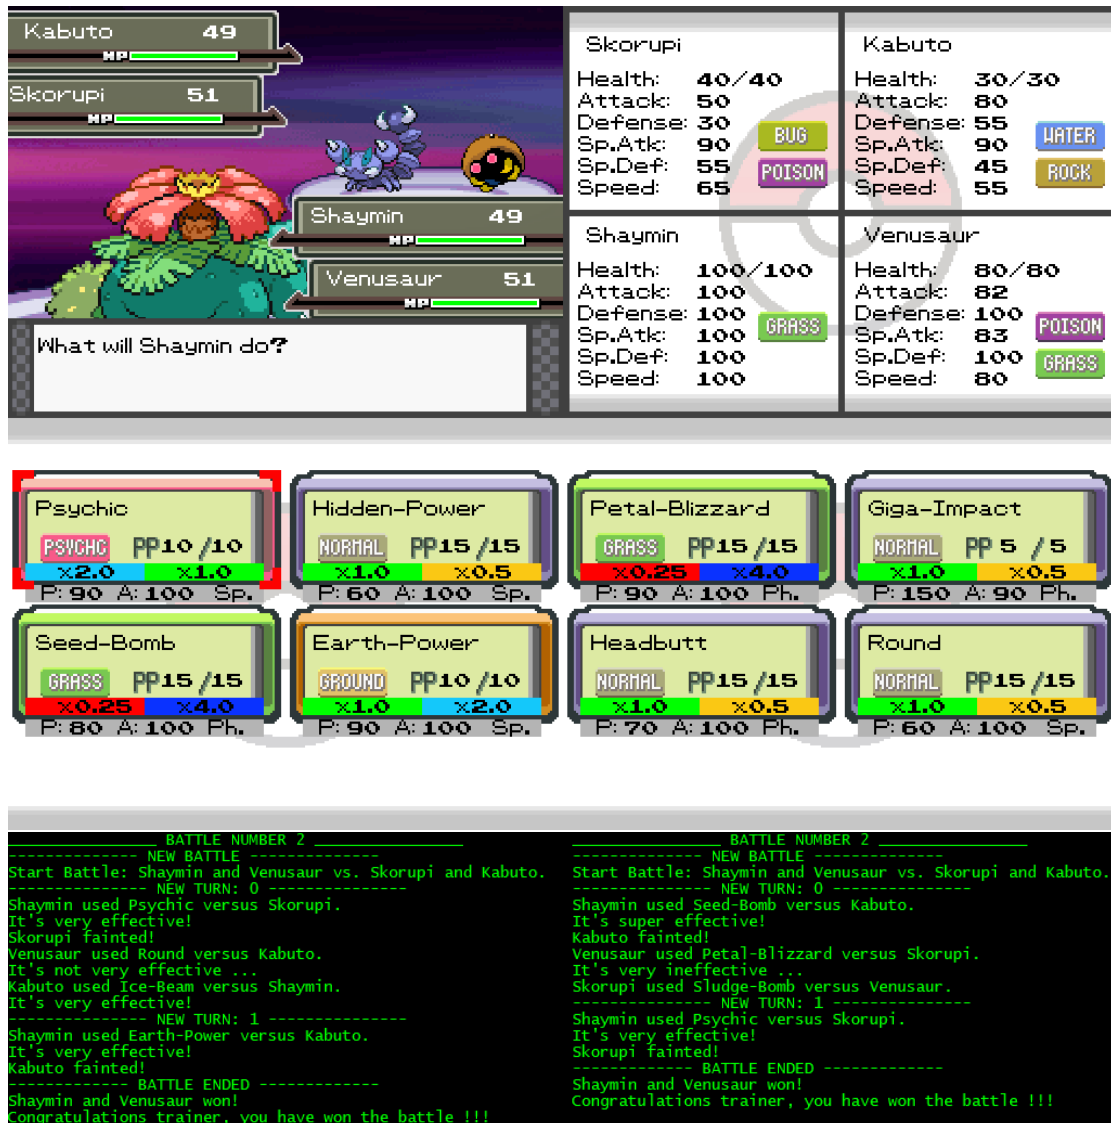 Kabuto 49
HP
Skorupi 51
HP
Shaymin 49
HP
Venusaur 51
HP
What will Shaymin do?
Skorupi
Health: 40/40
Attack: 50
Defense: 30
Sp.Atk: 90
Sp.Def: 55
Speed: 65
BUG
POISON
Kabuto
Health: 30/30
Attack: 80
Defense: 55
Sp.Atk: 90
Sp.Def: 45
Speed: 55
WATER
ROCK
Shaymin
Health: 100/100
Attack: 100
Defense: 100
Sp.Atk: 100
Sp.Def: 100
Speed: 100
GRASS
Venusaur
Health: 80/80
Attack: 82
Defense: 100
Sp.Atk: 83
Sp.Def: 100
Speed: 80
POISON
GRASS
Psychic
PSYCHC PP10/10
x2.0 x1.0
P: 90 A: 100 Sp.
Hidden-Power
NORMAL PP15/15
x1.0 x0.5
P: 60 A: 100 Sp.
Petal-Blizzard
GRASS PP15/15
x0.25 x4.0
P: 90 A: 100 Ph.
Giga-Impact
NORMAL PP 5 / 5
x1.0 x0.5
P: 150 A: 90 Ph.
Seed-Bomb
GRASS PP15/15
x0.25 x4.0
P: 80 A: 100 Ph.
Earth-Power
GROUND PP10/10
x1.0 x2.0
P: 90 A: 100 Sp.
Headbutt
NORMAL PP15/15
x1.0 x0.5
P: 70 A: 100 Ph.
Round
NORMAL PP15/15
x1.0 x0.5
P: 60 A: 100 Sp.
_______________ BATTLE NUMBER 2 _______________
-------------- NEW BATTLE --------------
Start Battle: Shaymin and Venusaur vs. Skorupi and Kabuto.
--------------- NEW TURN: 0 ---------------
Shaymin used Psychic versus Skorupi.
It's very effective!
Skorupi fainted!
Venusaur used Round versus Kabuto.
It's not very effective ...
Kabuto used Ice-Beam versus Shaymin.
It's very effective!
--------------- NEW TURN: 1 ---------------
Shaymin used Earth-Power versus Kabuto.
It's very effective!
Kabuto fainted!
------------- BATTLE ENDED -------------
Shaymin and Venusaur won!
Congratulations trainer, you have won the battle !!!
_______________ BATTLE NUMBER 2 _______________
-------------- NEW BATTLE --------------
Start Battle: Shaymin and Venusaur vs. Skorupi and Kabuto.
--------------- NEW TURN: 0 ---------------
Shaymin used Seed-Bomb versus Kabuto.
It's super effective!
Kabuto fainted!
Venusaur used Petal-Blizzard versus Skorupi.
It's very ineffective ...
Skorupi used Sludge-Bomb versus Venusaur.
--------------- NEW TURN: 1 ---------------
Shaymin used Psychic versus Skorupi.
It's very effective!
Skorupi fainted!
------------- BATTLE ENDED -------------
Shaymin and Venusaur won!
Congratulations trainer, you have won the battle !!!